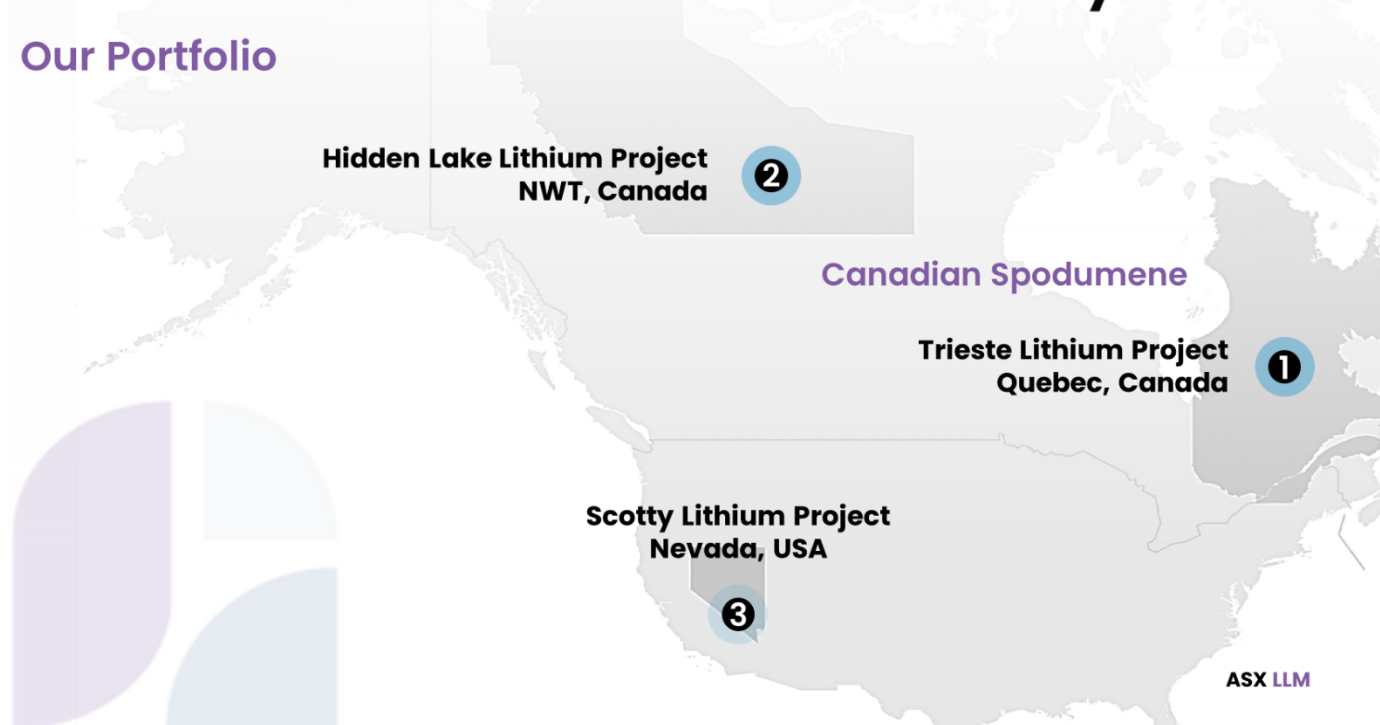 Our Portfolio
Hidden Lake Lithium Project
NWT, Canada
2
Canadian Spodumene
Trieste Lithium Project
Quebec, Canada
1
Scotty Lithium Project
Nevada, USA
3
ASX LLM